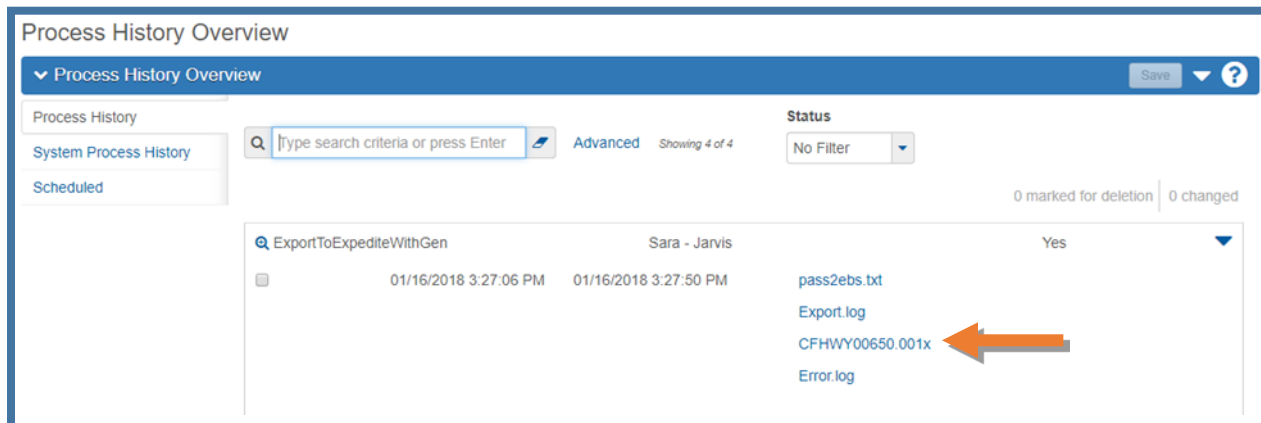 Process History Overview
Process History Overview
Save
?
Process History
System Process History
Scheduled
Type search criteria or press Enter
Advanced
Showing 4 of 4
Status
No Filter
0 marked for deletion
0 changed
ExportToExpediteWithGen
Sara - Jarvis
Yes
01/16/2018 3:27:06 PM
01/16/2018 3:27:50 PM
pass2ebs.txt
Export.log
CFHWY00650.001x
Error.log